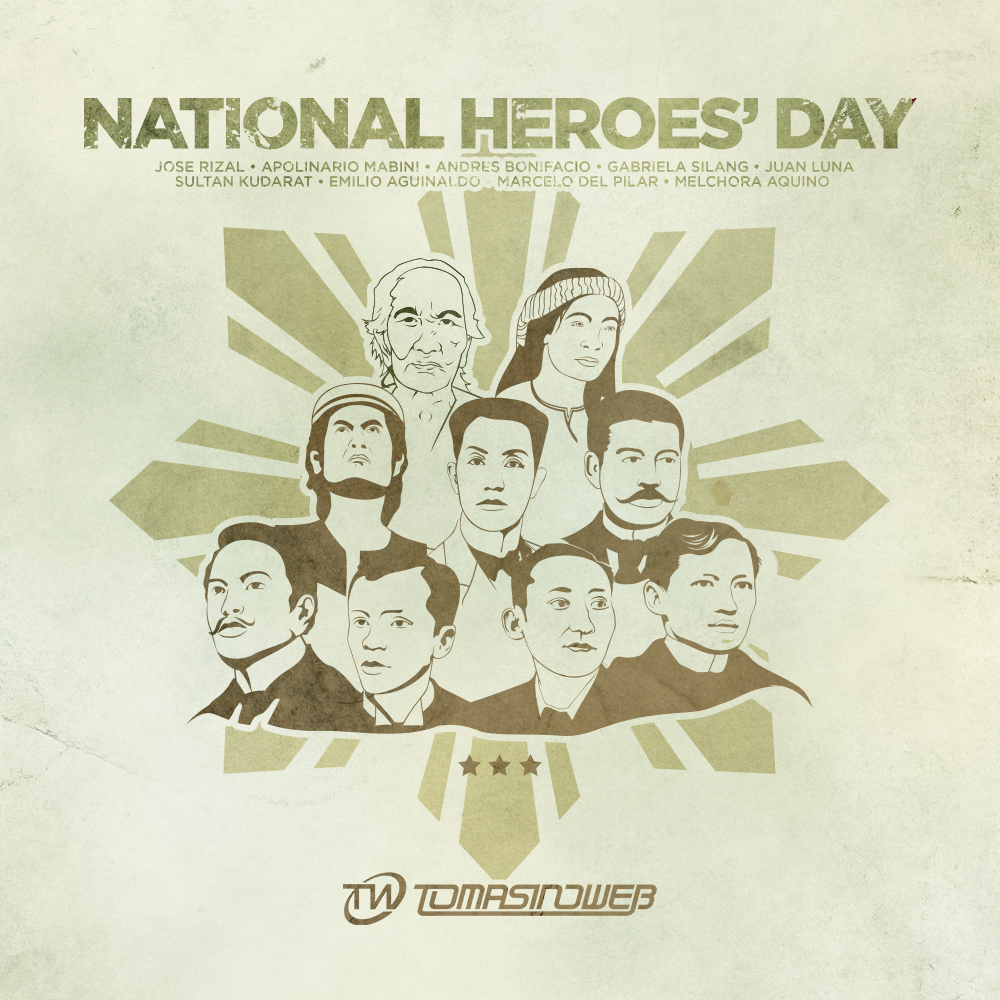 NATIONAL HEROES' DAY
JOSE RIZAL • APOLINARIO MABINI • ANDRES BONIFACIO • GABRIELA SILANG • JUAN LUNA
SULTAN KUDARAT • EMILIO AGUINALDO • MARCELO DEL PILAR • MELCHORA AQUINO
TW TOMASINOWEB